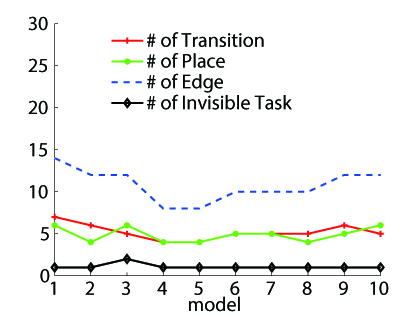 30
25
20
15
10
5
0
# of Transition
# of Place
# of Edge
# of Invisible Task
1 2 3 4 5 6 7 8 9 10
model